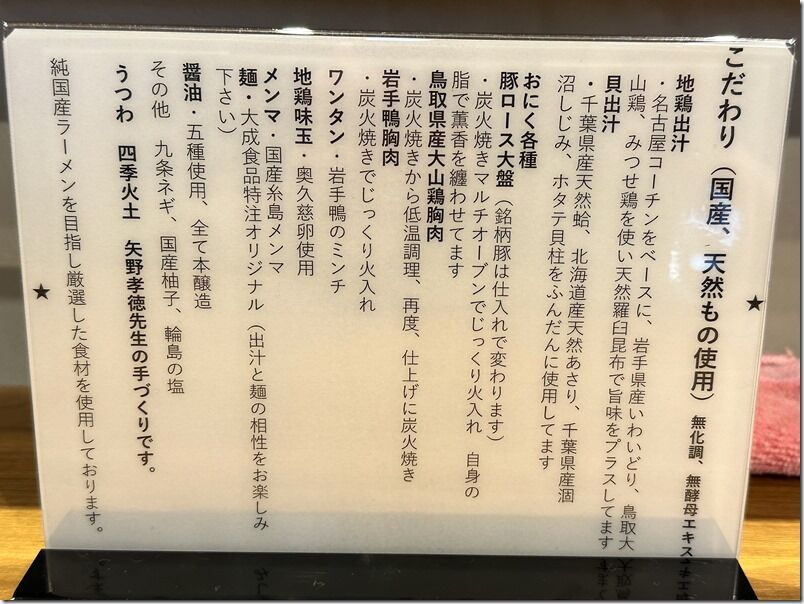 こだわり（国産、天然もの使用）無化調、無酵母エキス
地鶏出汁
・名古屋コーチンをベースに、岩手県産いわいどり、鳥取大
山鶏、みつせ鶏を使い天然羅臼昆布で旨味をプラスしてます
貝出汁
・千葉県産天然蛤、北海道産天然あさり、千葉県産涸
沼しじみ、ホタテ貝柱をふんだんに使用してます
おにく各種
豚ロース大盤（銘柄豚は仕入れで変わります）
・炭火焼きマルチオーブンでじっくり火入れ　自身の
脂で薫香を纏わせてます
鳥取県産大山鶏胸肉
・炭火焼きから低温調理、再度、仕上げに炭火焼き
岩手鴨胸肉
・炭火焼きでじっくり火入れ
ワンタン・岩手鴨のミンチ
地鶏味玉・奥久慈卵使用
メンマ・国産糸島メンマ
麺・大成食品特注オリジナル（出汁と麺の相性をお楽しみ
下さい）
醤油・五種使用、全て本醸造
その他　九条ネギ、国産柚子、輪島の塩
うつわ　四季火土　矢野孝徳先生の手づくりです。
純国産ラーメンを目指し厳選した食材を使用しております。
★
★